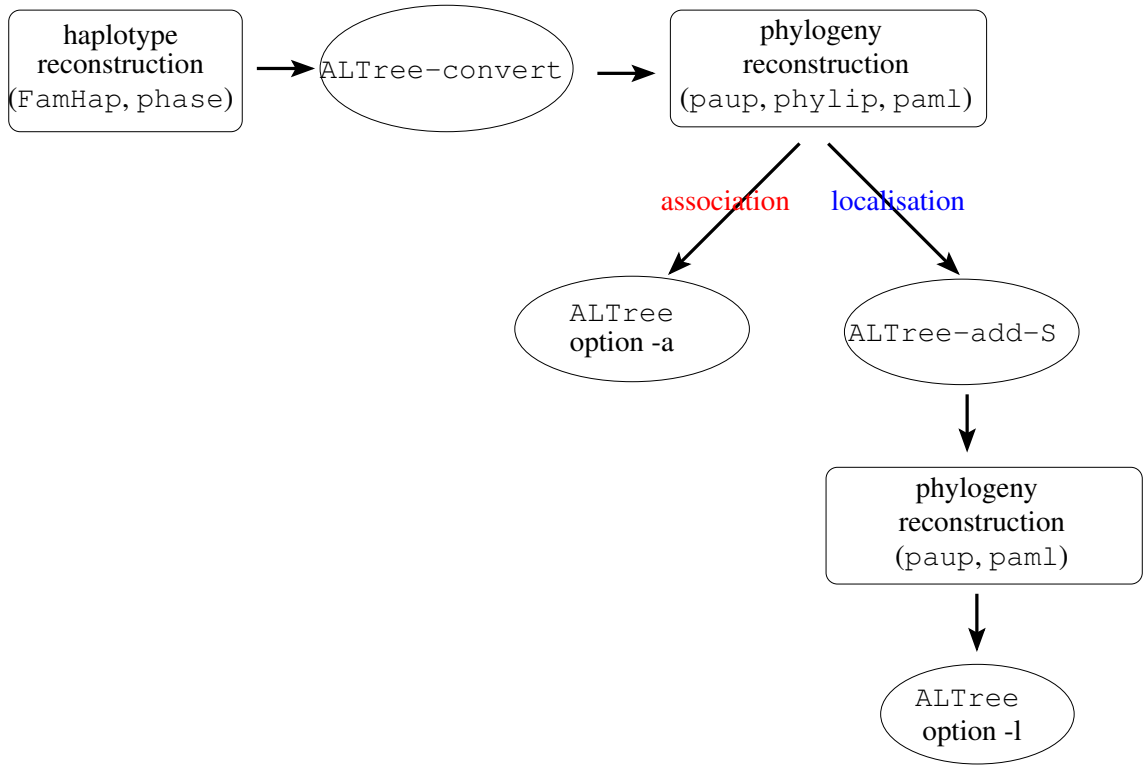 haplotype
reconstruction
(FamHap, phase)
ALTree-convert
phylogeny
reconstruction
(paup, phylip, paml)
association
localisation
ALTree
option -a
ALTree-add-S
phylogeny
reconstruction
(paup, paml)
ALTree
option -l